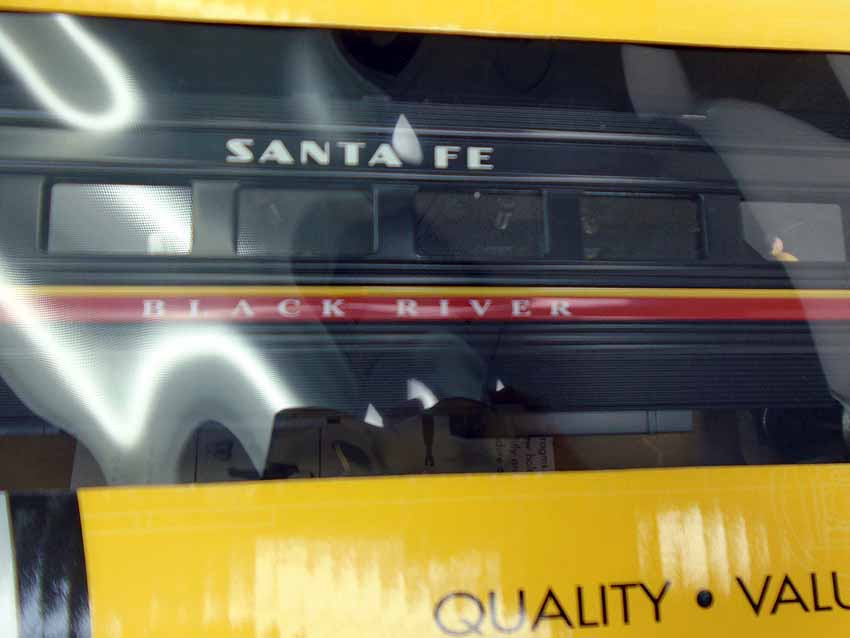 SANTA FE
BLACK RIVER
QUALITY • VALU